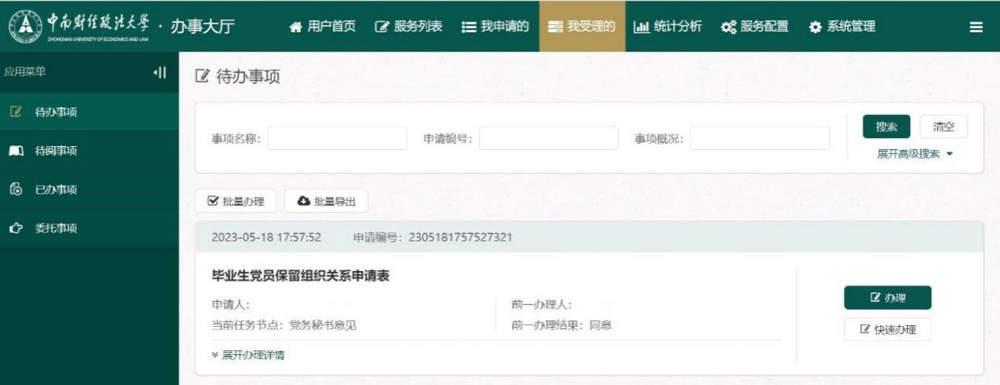 中南财经政法大学 · 办事大厅
ZHONGNAN UNIVERSITY OF ECONOMICS AND LAW
用户首页 服务列表 我申请的 我受理的 统计分析 服务配置 系统管理
应用菜单
待办事项
待阅事项
已办事项
委托事项
待办事项
事项名称: 申请编号: 事项概况: 搜索 清空
展开高级搜索
批量办理 批量导出
2023-05-18 17:57:52 申请编号: 2305181757527321
毕业生党员保留组织关系申请表
申请人: 前一办理人:
当前任务节点: 党务秘书意见 前一办理结果: 同意
展开办理详情
办理
快速办理